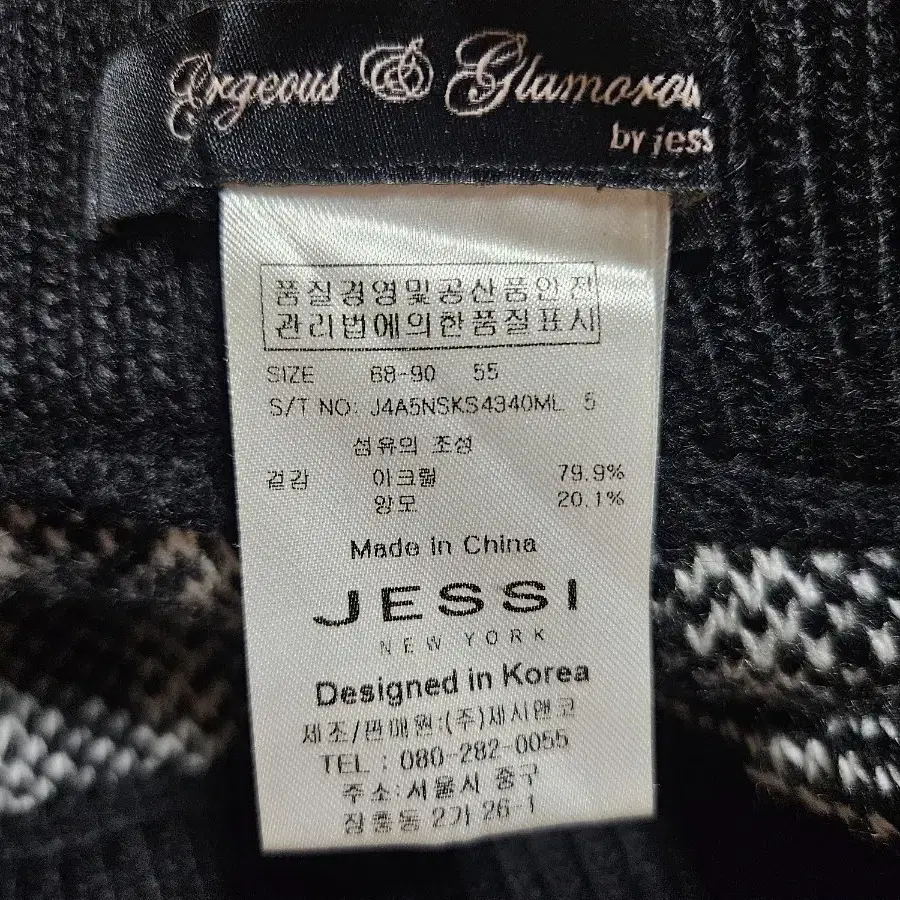 Gorgeous & Glamorou
by jess
품질경영및공산품안전
관리법에의한품질표시
SIZE 68-90 55
S/T NO: J4A5NSKS4340ML 5
섬유의 조성
겉감 아크릴 79.9%
양모 20.1%
Made in China
JESSI
NEW YORK
Designed in Korea
제조/판매원:(주)제시앤코
TEL : 080-282-0055
주소:서울시 중구
장충동 2가 26-1